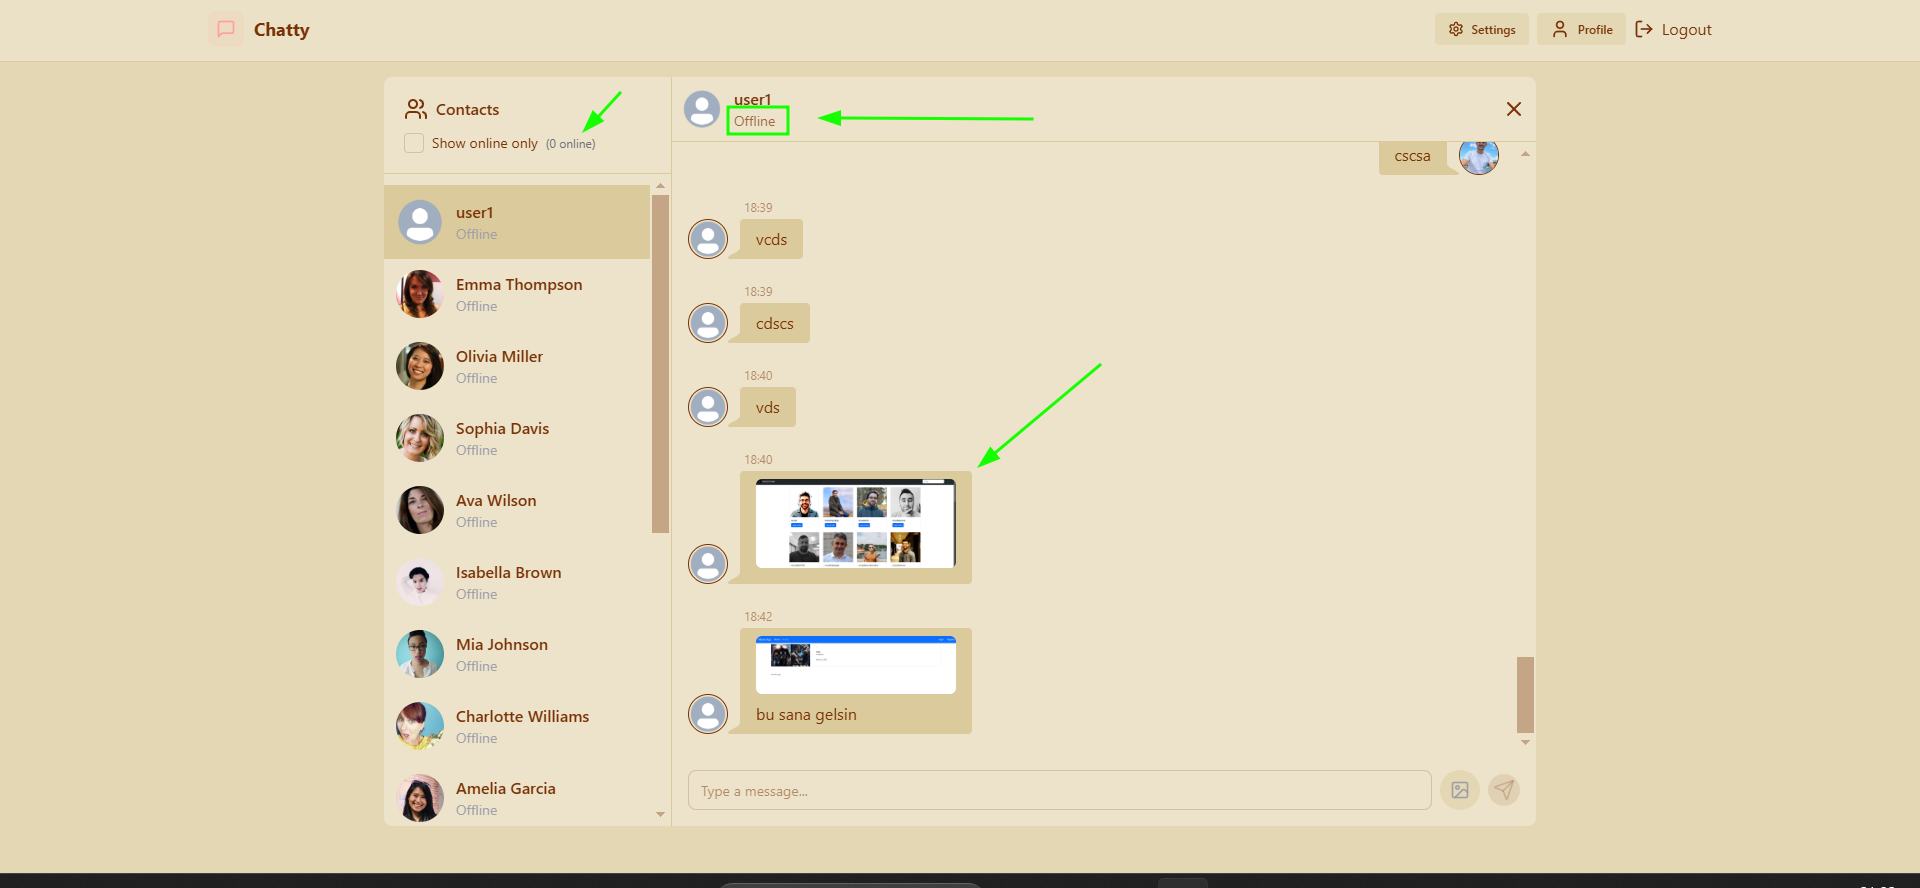 Chatty
Settings
Profile
Logout
Contacts
Show online only (0 online)
user1
Offline
Emma Thompson
Offline
Olivia Miller
Offline
Sophia Davis
Offline
Ava Wilson
Offline
Isabella Brown
Offline
Mia Johnson
Offline
Charlotte Williams
Offline
Amelia Garcia
Offline
user1
Offline
cscsa
18:39
vcds
18:39
cdscs
18:40
vds
18:40
18:42
bu sana gelsin
Type a message...